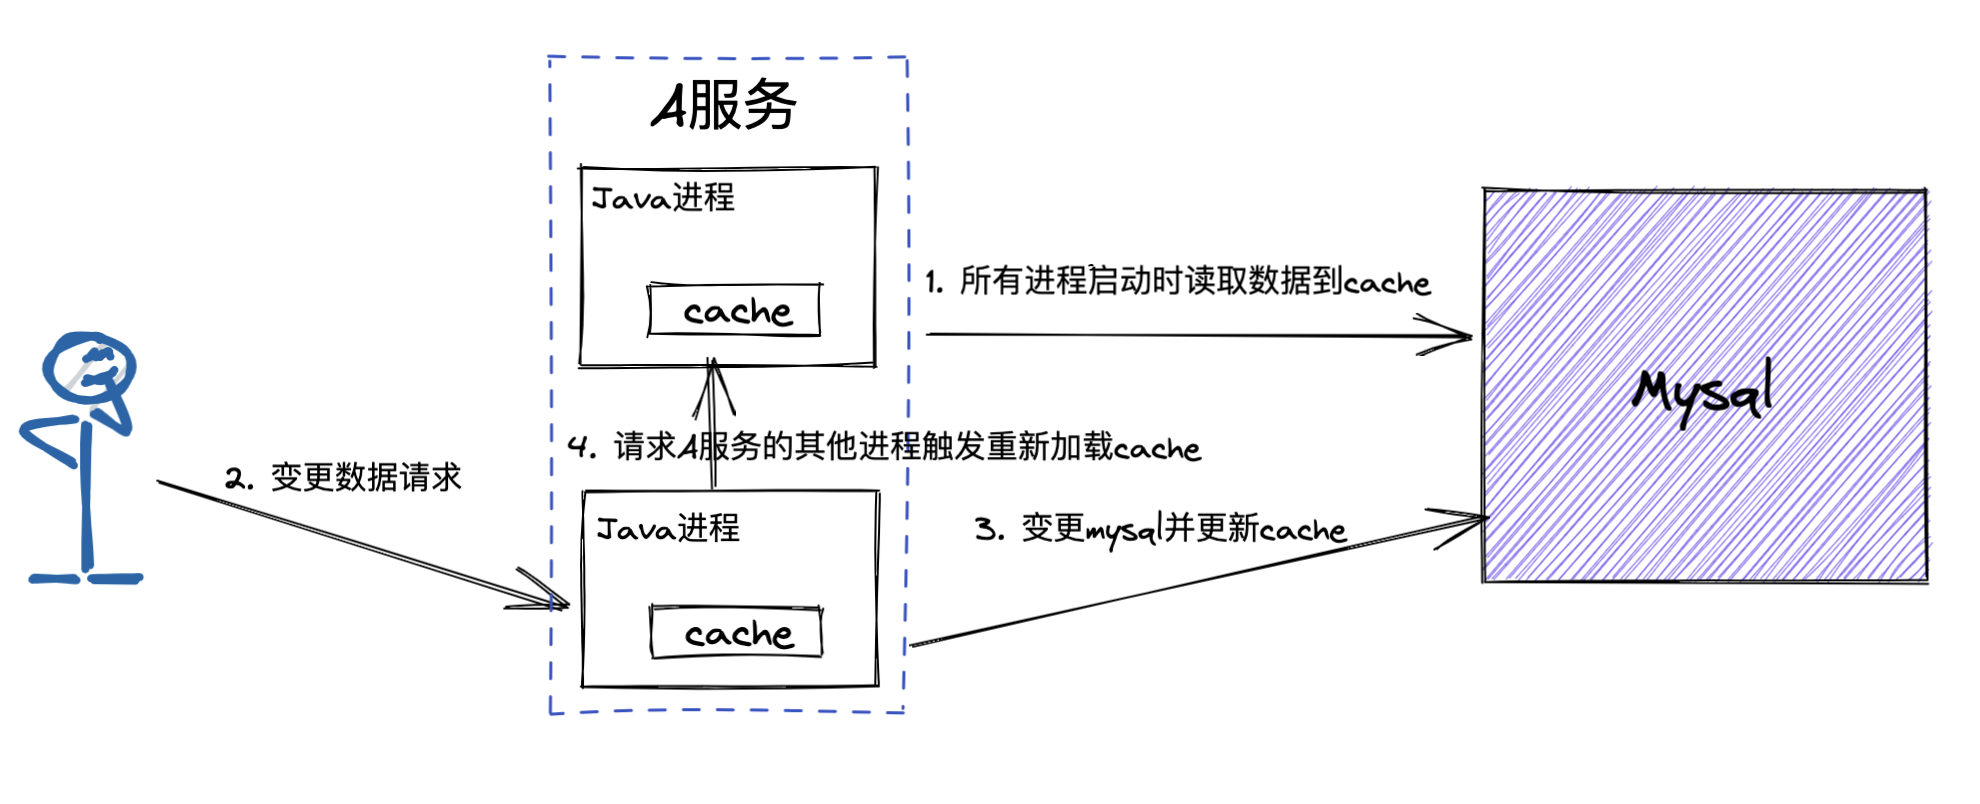 A服务
Java进程
cache
1. 所有进程启动时读取数据到cache
Mysql
4. 请求A服务的其他进程触发重新加载cache
2. 变更数据请求
Java进程
3. 变更mysql并更新cache
cache